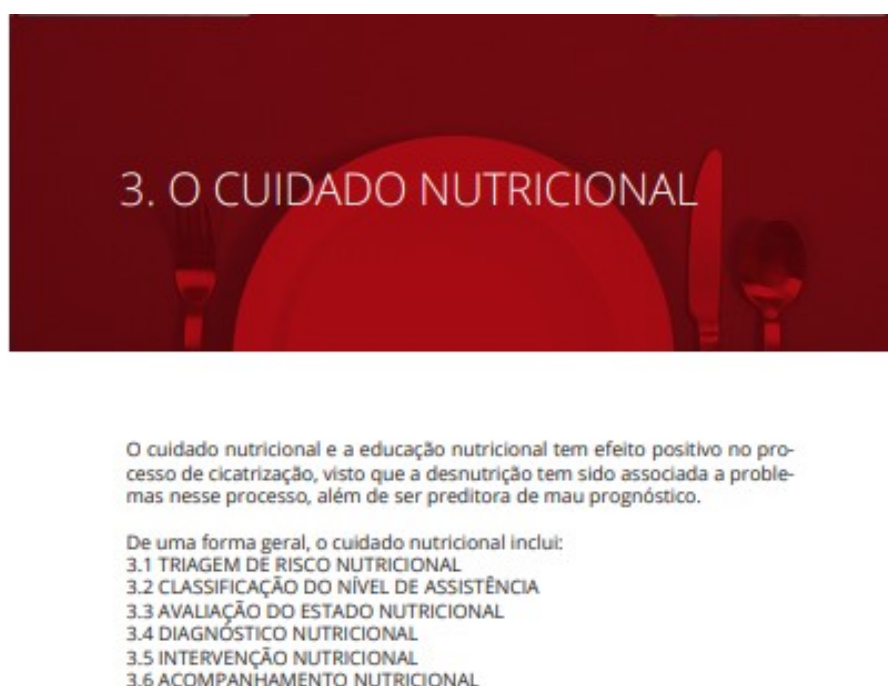 3. O CUIDADO NUTRICIONAL
O cuidado nutricional e a educação nutricional tem efeito positivo no pro-
cesso de cicatrização, visto que a desnutrição tem sido associada a proble-
mas nesse processo, além de ser preditora de mau prognóstico.
De uma forma geral, o cuidado nutricional inclui:
3.1 TRIAGEM DE RISCO NUTRICIONAL
3.2 CLASSIFICAÇÃO DO NÍVEL DE ASSISTÊNCIA
3.3 AVALIAÇÃO DO ESTADO NUTRICIONAL
3.4 DIAGNÓSTICO NUTRICIONAL
3.5 INTERVENÇÃO NUTRICIONAL
3.6 ACOMPANHAMENTO NUTRICIONAL